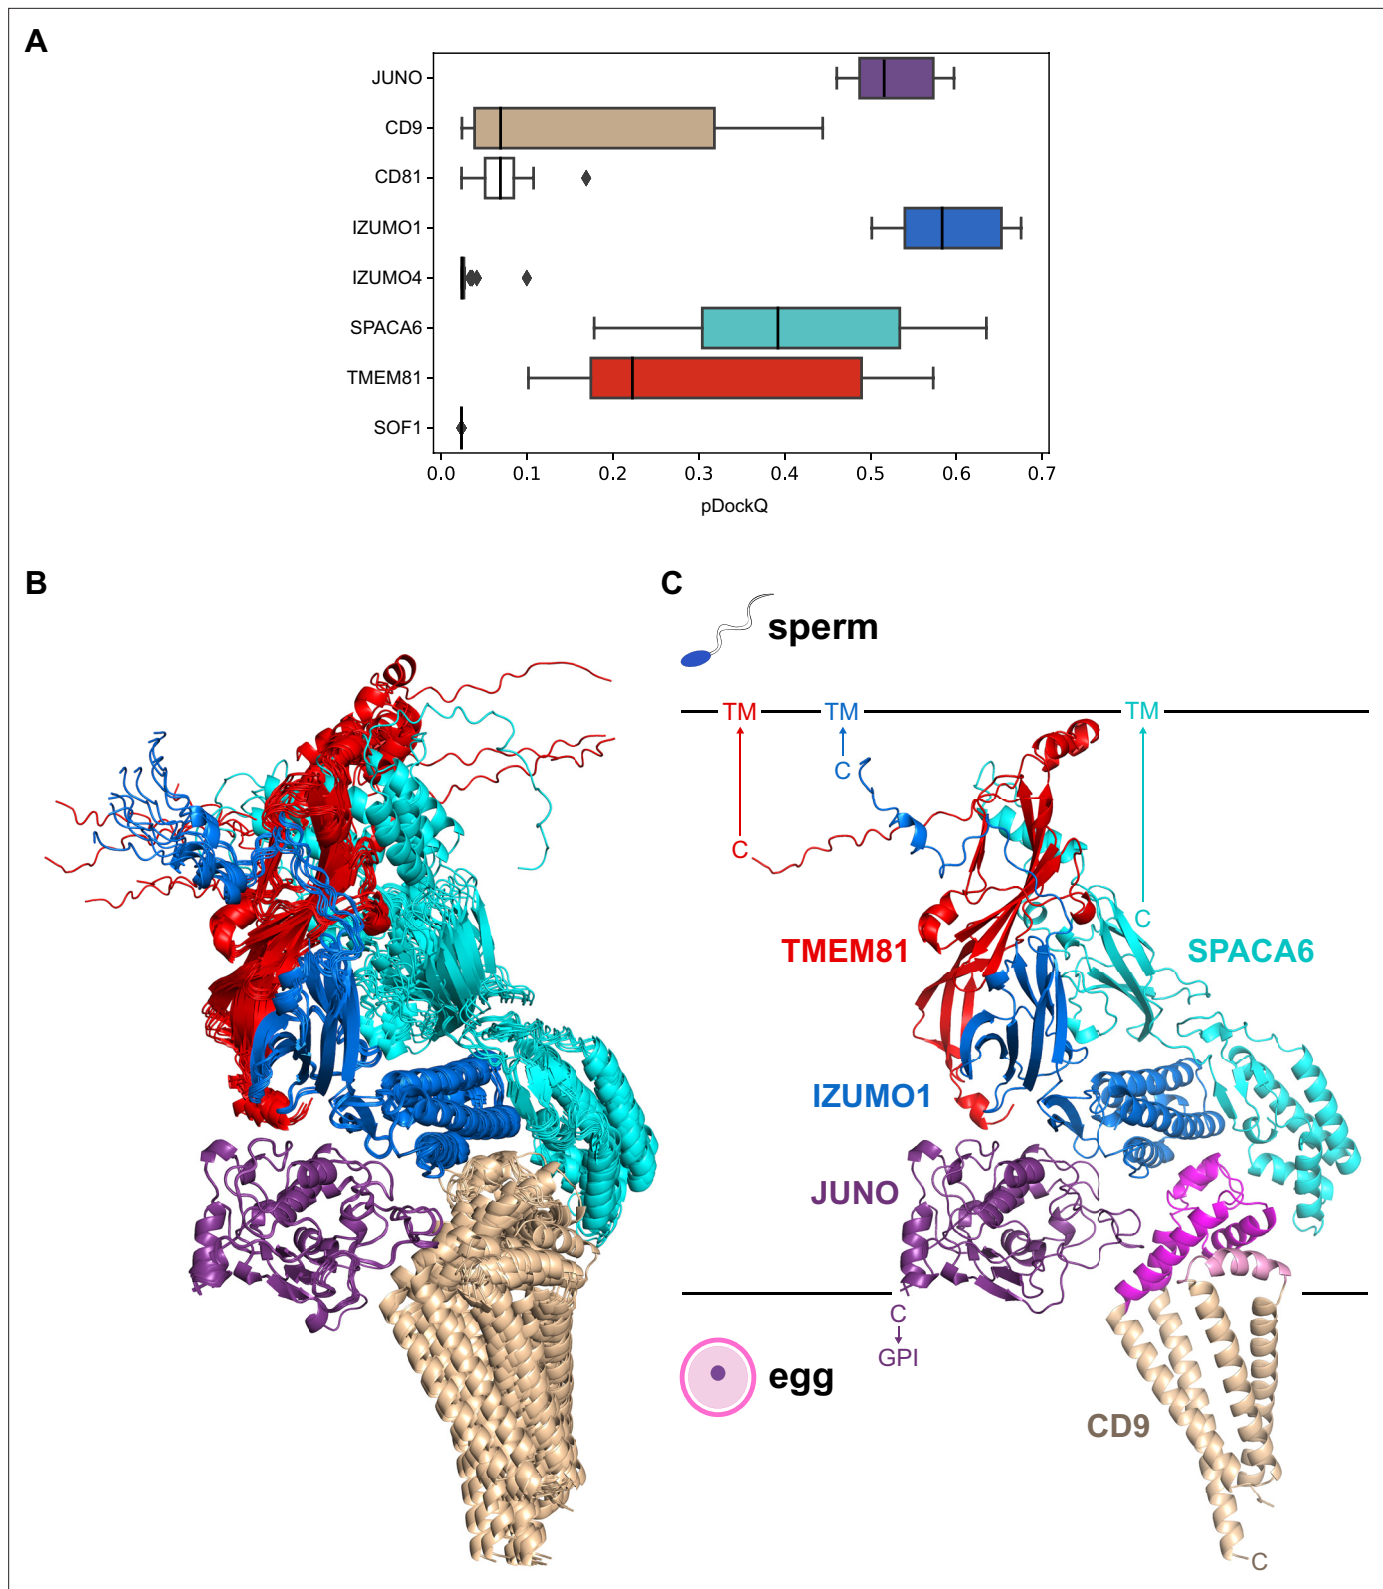 A
JUNO
CD9
CD81
IZUMO1
IZUMO4
SPACA6
TMEM81
SOF1
0.0 0.1 0.2 0.3 0.4 0.5 0.6 0.7
pDockQ
B
C
sperm
TM TM TM
C
C
C
TMEM81
SPACA6
IZUMO1
JUNO
C
GPI
egg
CD9
C